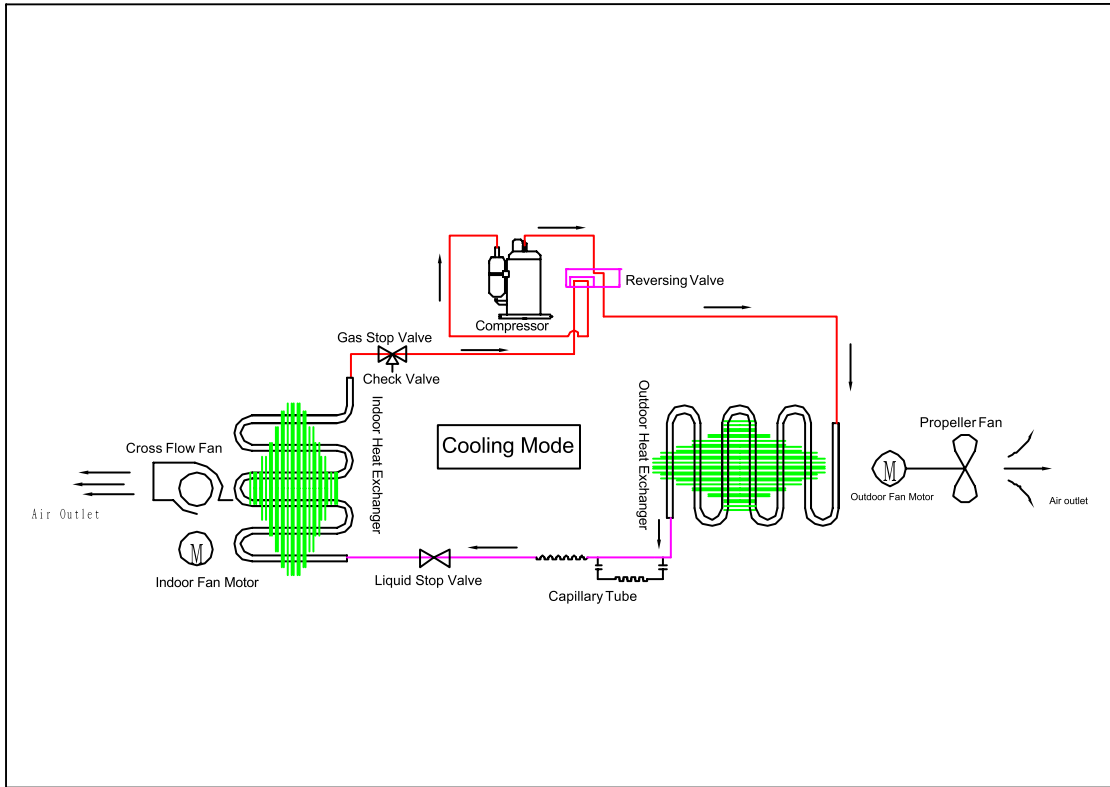 Reversing Valve
Compressor
Gas Stop Valve
Check Valve
Indoor Heat Exchanger
Outdoor Heat Exchanger
Cooling Mode
Cross Flow Fan
Propeller Fan
M
Outdoor Fan Motor
Air outlet
Air Outlet
M
Indoor Fan Motor
Liquid Stop Valve
Capillary Tube